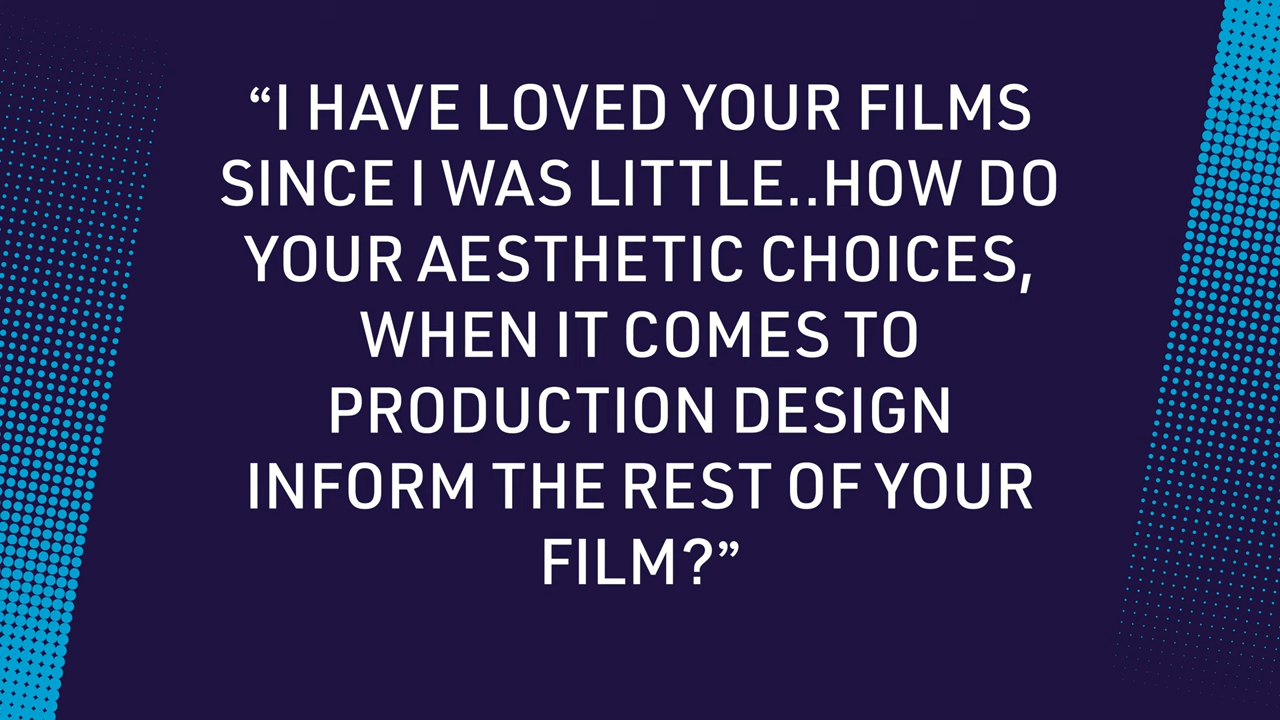 “I HAVE LOVED YOUR FILMS
SINCE I WAS LITTLE..HOW DO
YOUR AESTHETIC CHOICES,
WHEN IT COMES TO
PRODUCTION DESIGN
INFORM THE REST OF YOUR
FILM?”